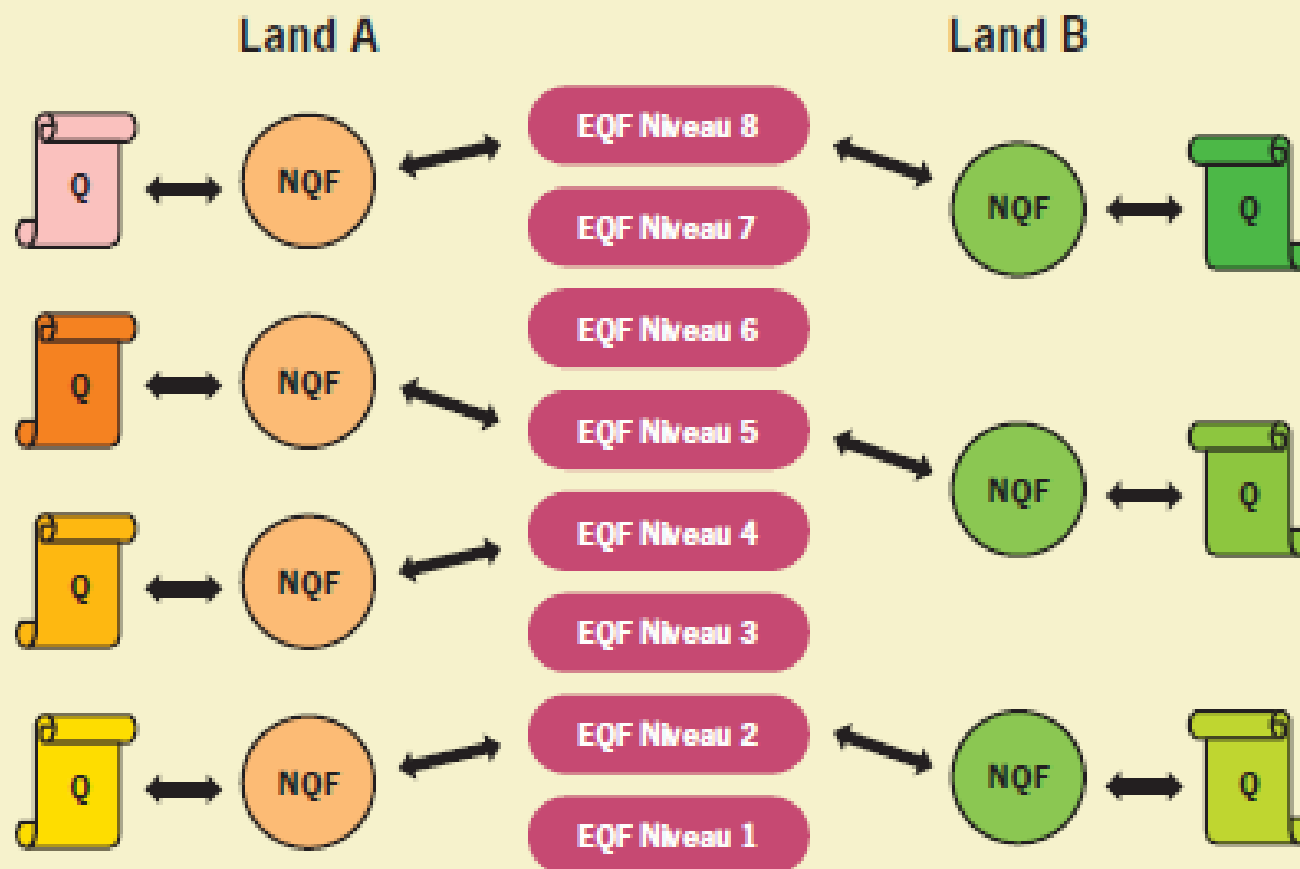 Land A
Land B
EQF Niveau 8
Q
NQF
NQF
Q
EQF Niveau 7
EQF Niveau 6
Q
NQF
EQF Niveau 5
NQF
Q
EQF Niveau 4
Q
NQF
EQF Niveau 3
EQF Niveau 2
Q
NQF
NQF
Q
EQF Niveau 1